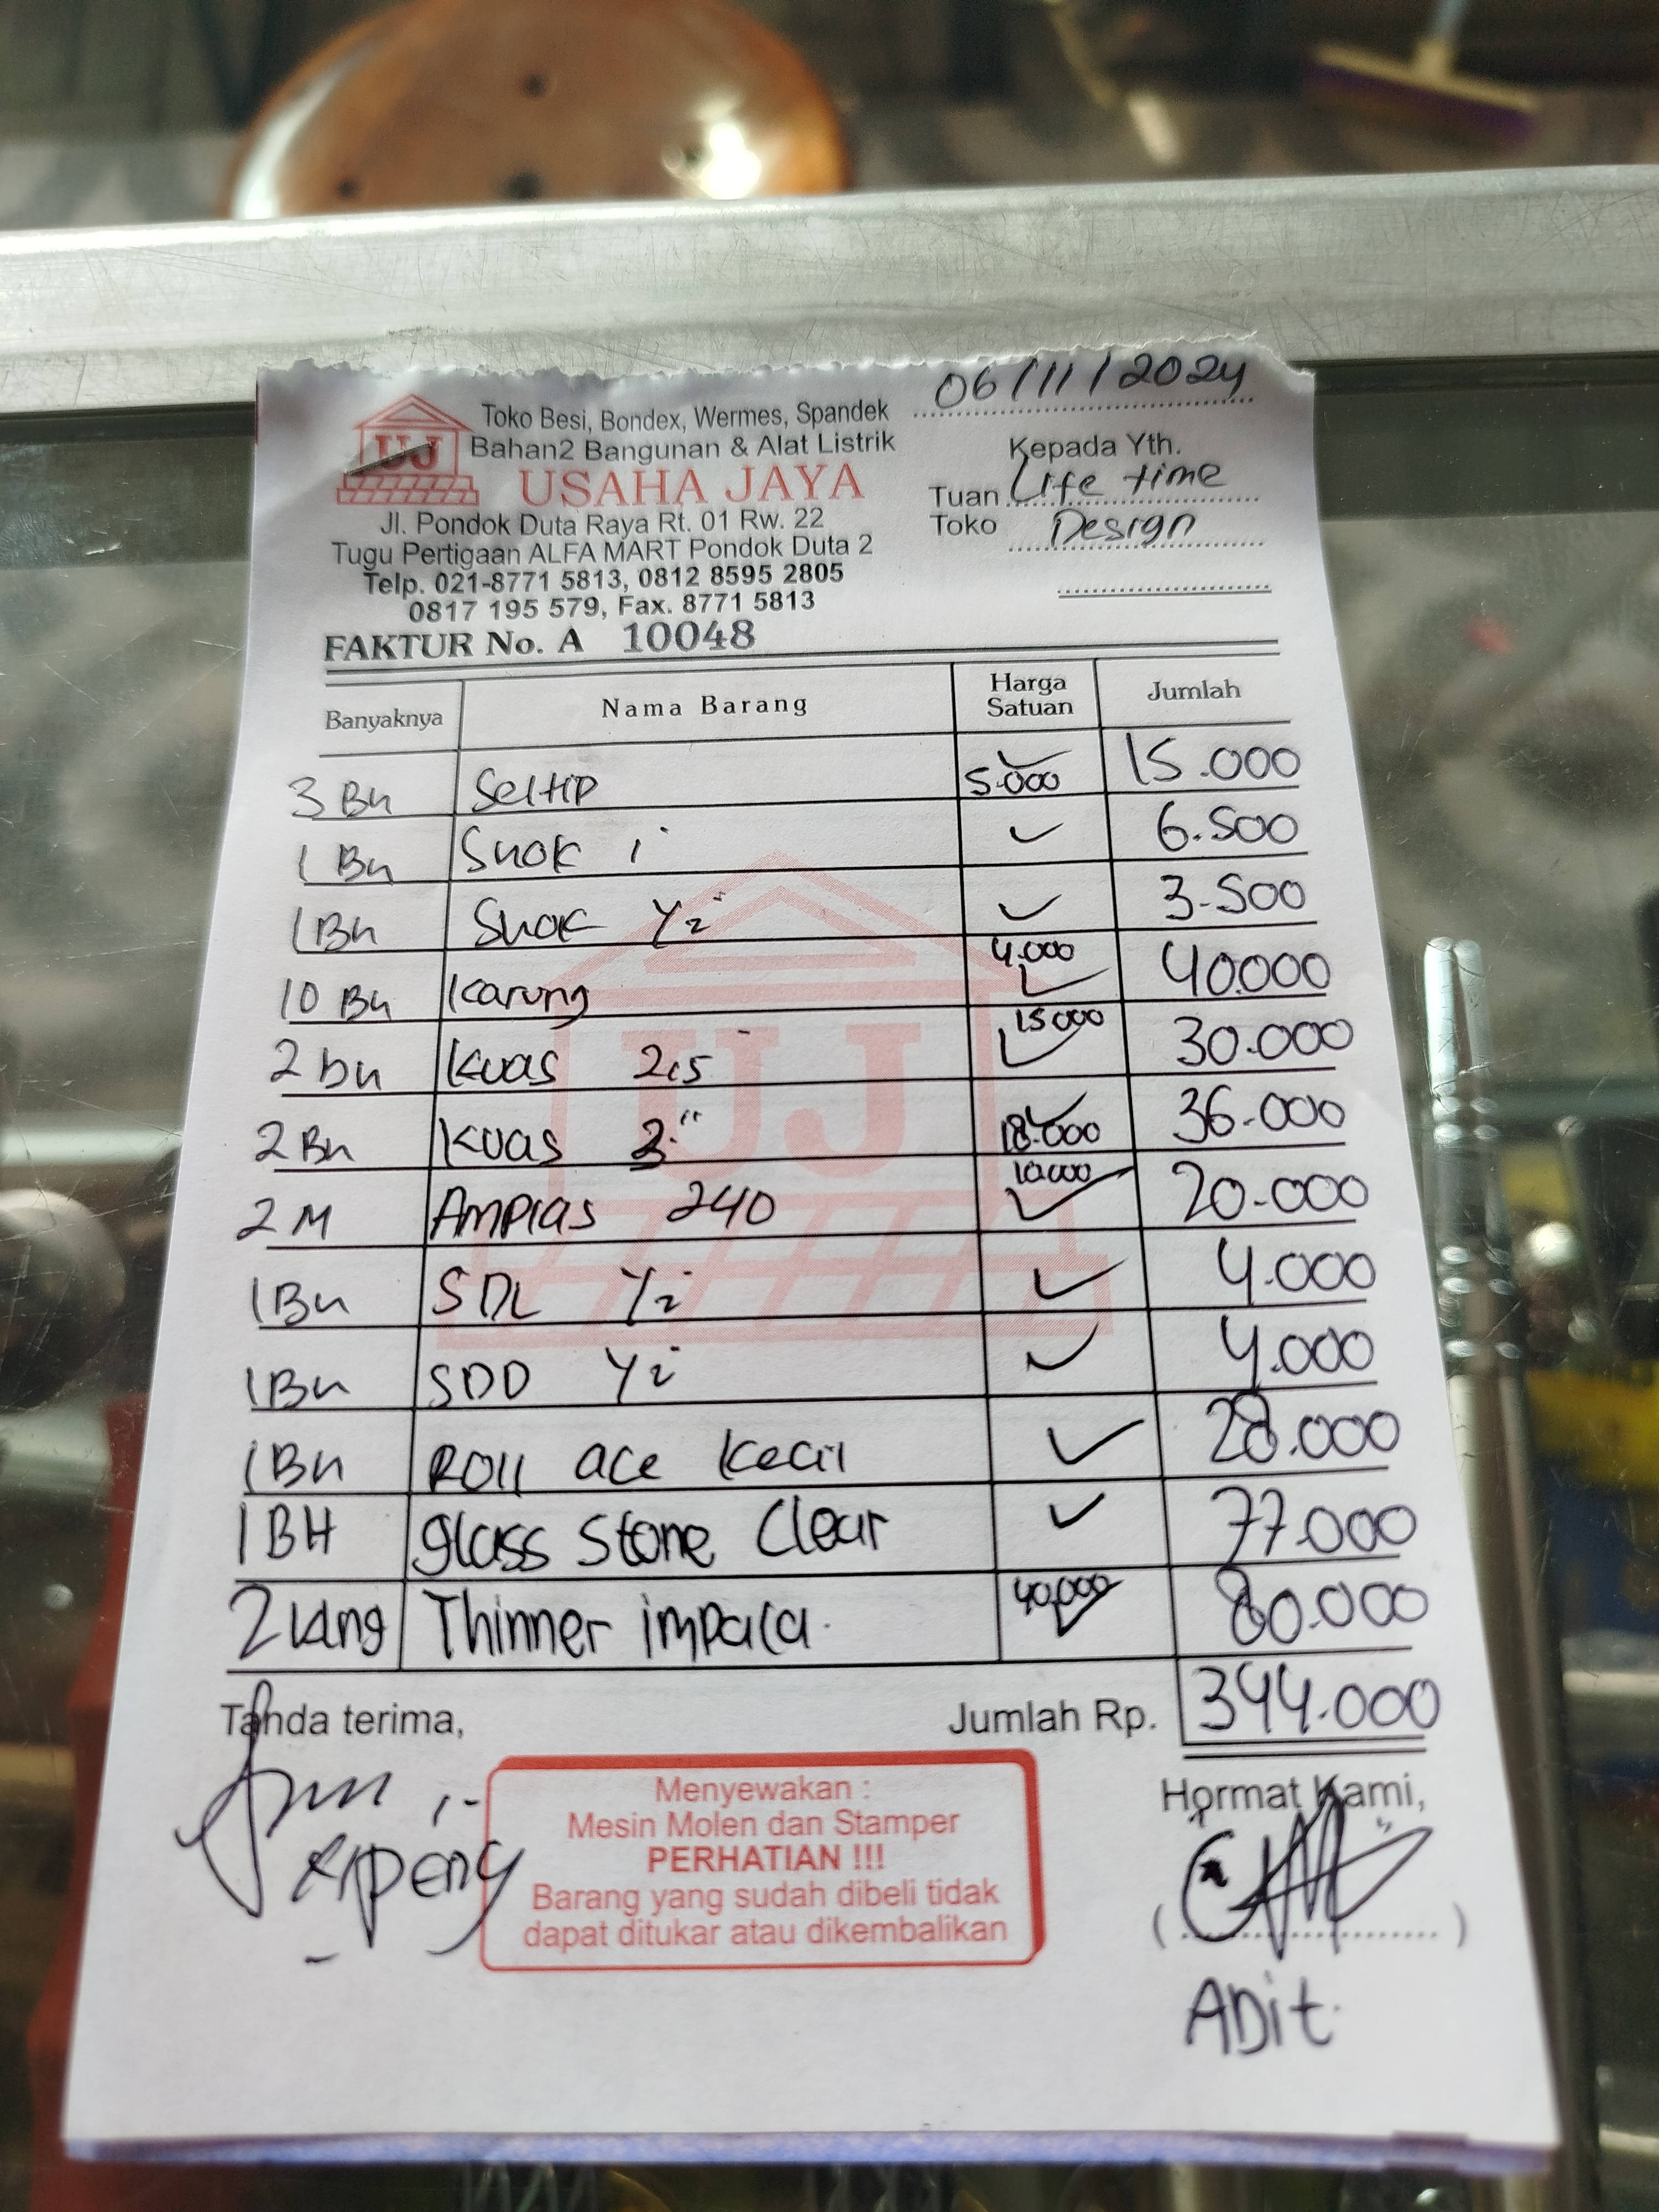 06/11/2024
UJ
Toko Besi, Bondex, Wermes, Spandek
Bahan2 Bangunan & Alat Listrik
USAHA JAYA
Jl. Pondok Duta Raya Rt. 01 Rw. 22
Tugu Pertigaan ALFA MART Pondok Duta 2
Telp. 021-8771 5813, 0812 8595 2805
0817 195 579, Fax. 8771 5813
Kepada Yth.
Tuan Life time
Toko Design
FAKTUR No. A 10048
Banyaknya Nama Barang Harga Satuan Jumlah
3 Bh Seltip 5.000 15.000
1 Bh Shok 1" 6.500
1 Bh Shok 1/2" 3.500
10 Bh Karung 4.000 40.000
2 bh Kuas 2,5" 15.000 30.000
2 Bh Kuas 3" 18.000 36.000
2 M Amplas 240 10.000 20.000
1 Bh SDL 1/2" 4.000
1 Bh SDD 1/2" 4.000
1 Bh Roll ace Kecil 28.000
1 BH glass Stone Clear 77.000
2 kang Thinner impala. 40.000 80.000
Tanda terima,
Jumlah Rp. 344.000
Menyewakan :
Mesin Molen dan Stamper
PERHATIAN !!!
Barang yang sudah dibeli tidak
dapat ditukar atau dikembalikan
Hormat Kami,
ADit